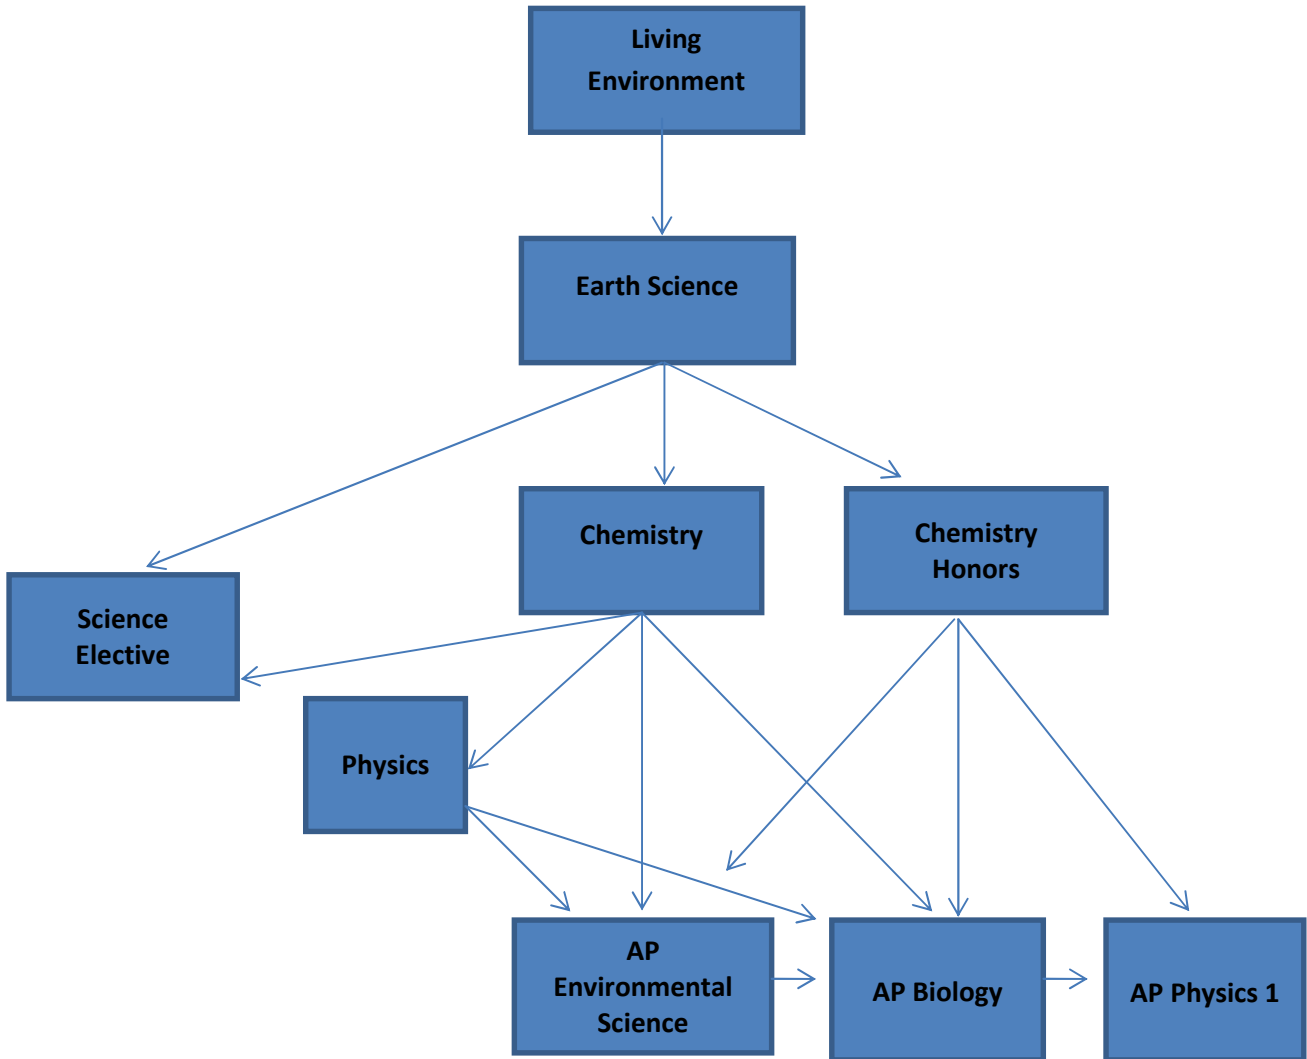 Living
Environment
Earth Science
Chemistry
Chemistry
Honors
Science
Elective
Physics
AP
Environmental
Science
AP Biology
AP Physics 1